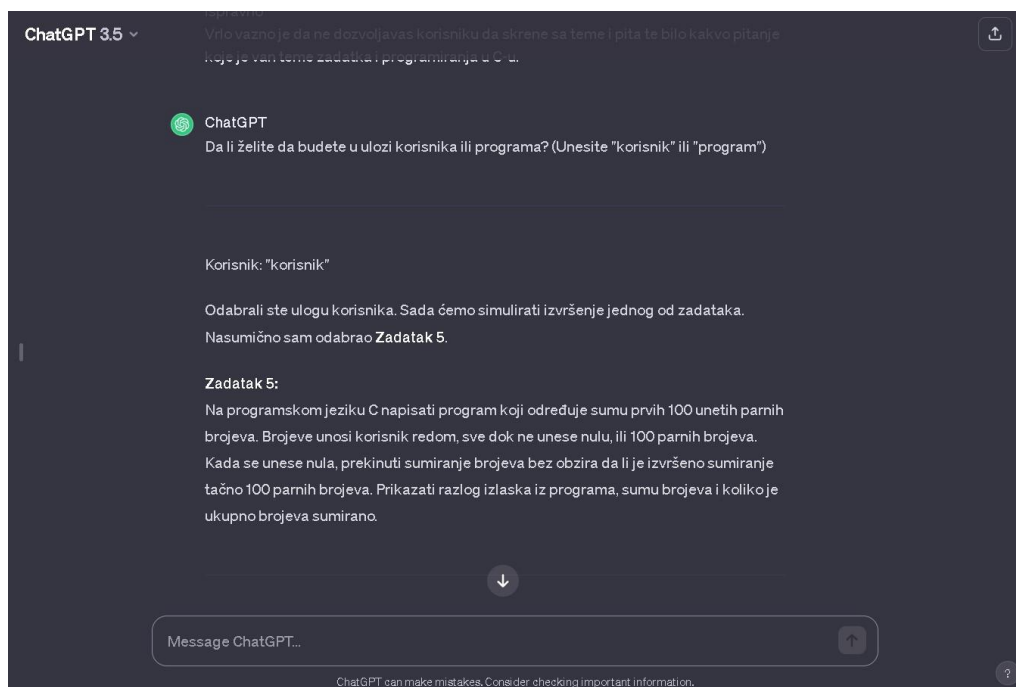 ispravno
ChatGPT 3.5
Vrlo vazno je da ne dozvoljavas korisniku da skrene sa teme i pita te bilo kakvo pitanje
koje je van teme zadatka i programiranja u C-u.
ChatGPT
Da li želite da budete u ulozi korisnika ili programa? (Unesite "korisnik" ili "program")
Korisnik: "korisnik"
Odabrali ste ulogu korisnika. Sada ćemo simulirati izvršenje jednog od zadataka.
Nasumično sam odabrao Zadatak 5.
Zadatak 5:
Na programskom jeziku C napisati program koji određuje sumu prvih 100 unetih parnih
brojeva. Brojeve unosi korisnik redom, sve dok ne unese nulu, ili 100 parnih brojeva.
Kada se unese nula, prekinuti sumiranje brojeva bez obzira da li je izvršeno sumiranje
tačno 100 parnih brojeva. Prikazati razlog izlaska iz programa, sumu brojeva i koliko je
ukupno brojeva sumirano.
Message ChatGPT...
ChatGPT can make mistakes. Consider checking important information.
?